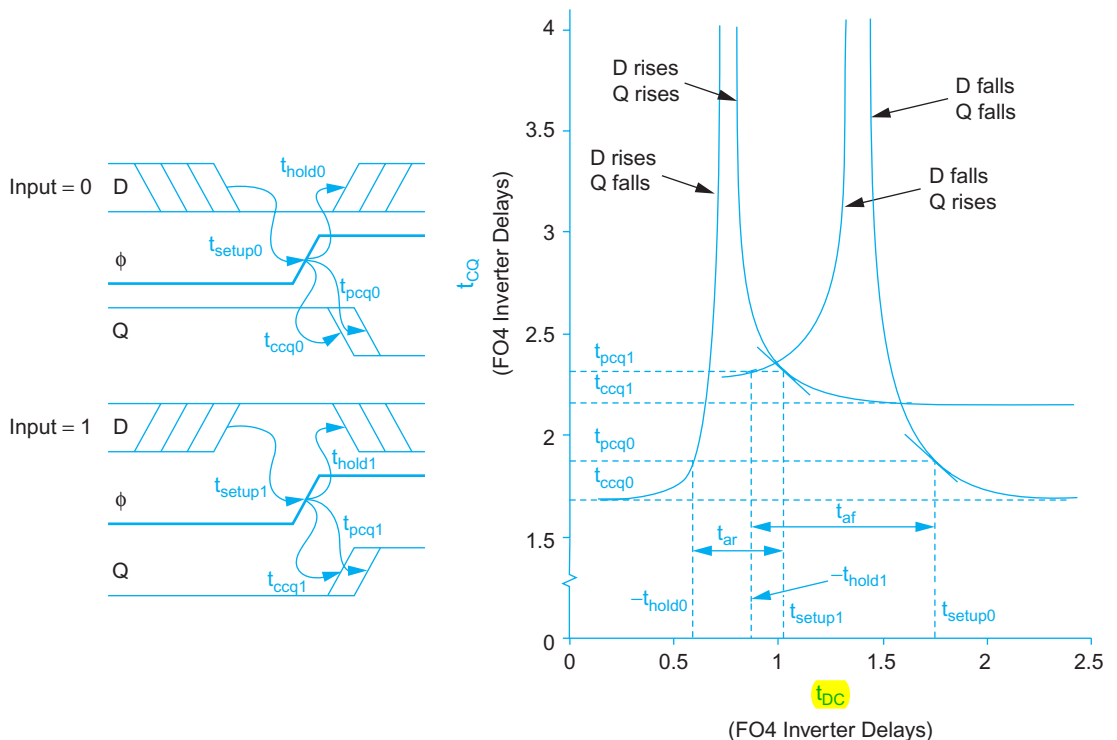 Input = 0
D
t_hold0
t_setup0
ϕ
t_pcq0
Q
t_ccq0
Input = 1
D
t_hold1
t_setup1
ϕ
t_pcq1
Q
t_ccq1
t_CQ
(FO4 Inverter Delays)
4
3.5
3
2.5
2
1.5
0
D rises
Q rises
D falls
Q falls
D rises
Q falls
D falls
Q rises
t_pcq1
t_ccq1
t_pcq0
t_ccq0
t_af
t_ar
–t_hold1
–t_hold0
t_setup1
t_setup0
0
0.5
1
1.5
2
2.5
t_DC
(FO4 Inverter Delays)